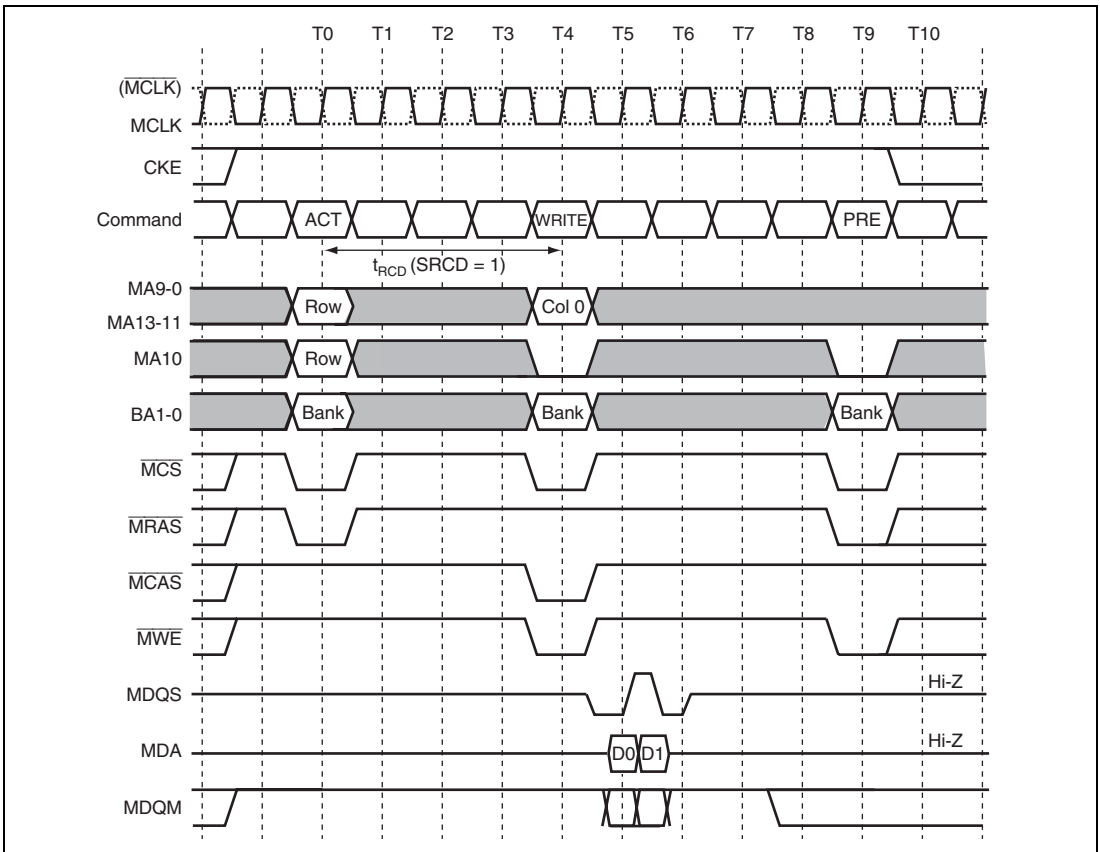 T0 T1 T2 T3 T4 T5 T6 T7 T8 T9 T10
(MCLK)
MCLK
CKE
Command ACT WRITE PRE
tRCD (SRCD = 1)
MA9-0
MA13-11
Row Col 0
MA10 Row
BA1-0 Bank Bank Bank
MCS
MRAS
MCAS
MWE
MDQS Hi-Z
MDA D0 D1 Hi-Z
MDQM